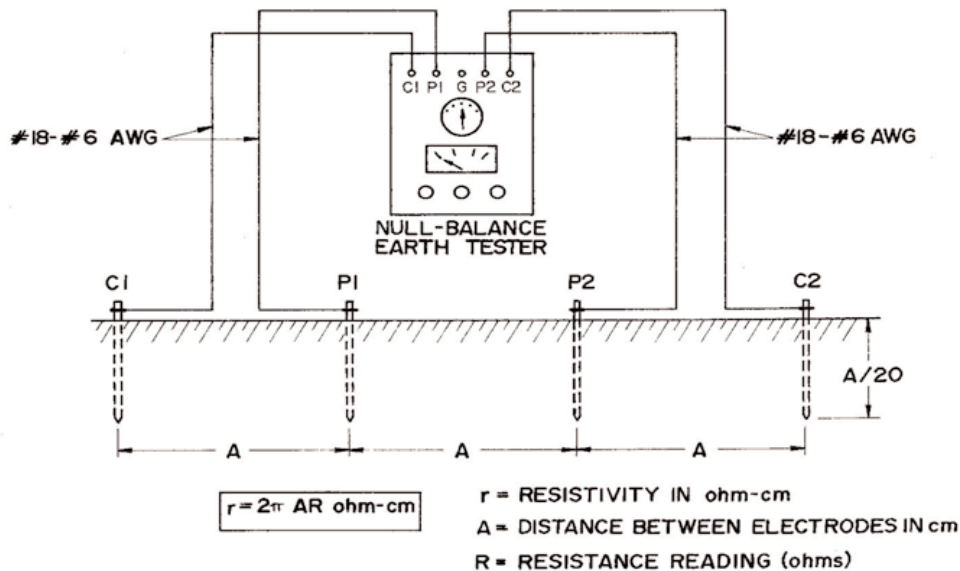 C1 P1 G P2 C2
#18-#6 AWG
#18-#6 AWG
NULL-BALANCE
EARTH TESTER
C1
P1
P2
C2
A/20
A
A
A
r=2π AR ohm-cm
r = RESISTIVITY IN ohm-cm
A = DISTANCE BETWEEN ELECTRODES IN cm
R = RESISTANCE READING (ohms)